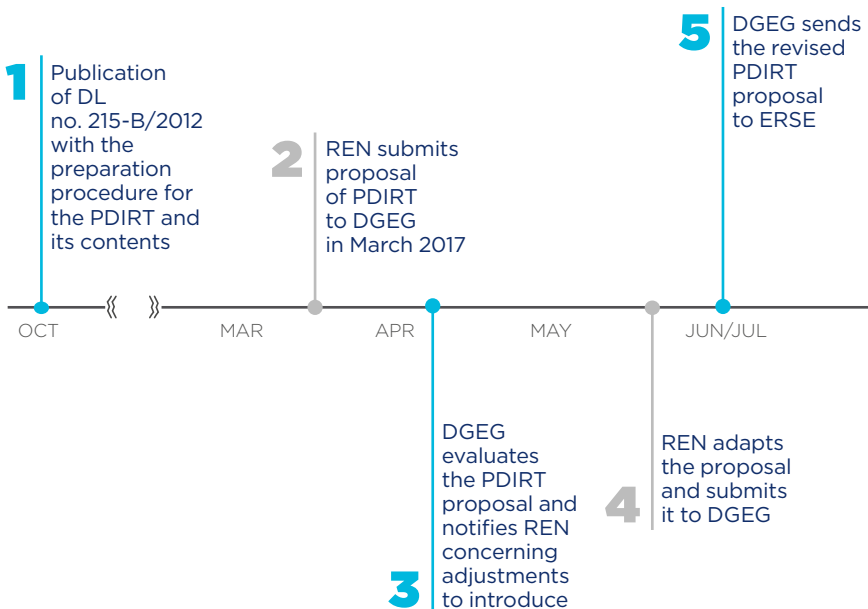 1
Publication
of DL
no. 215-B/2012
with the
preparation
procedure for
the PDIRT and
its contents
2
REN submits
proposal
of PDIRT
to DGEG
in March 2017
5
DGEG sends
the revised
PDIRT
proposal
to ERSE
OCT
MAR
APR
MAY
JUN/JUL
3
DGEG
evaluates
the PDIRT
proposal and
notifies REN
concerning
adjustments
to introduce
4
REN adapts
the proposal
and submits
it to DGEG